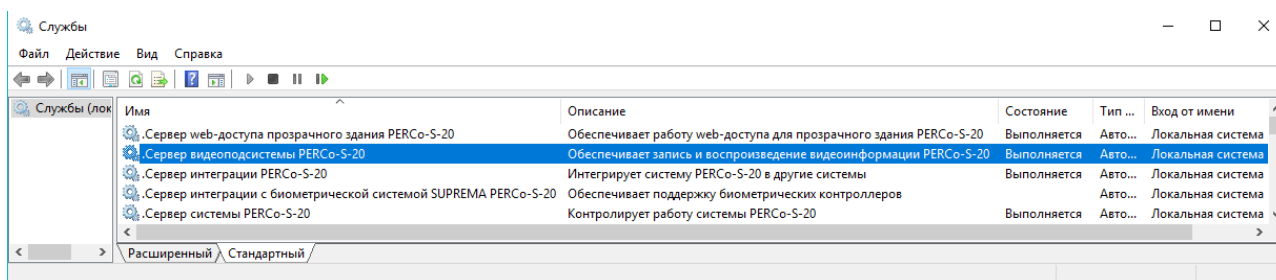 Службы
Файл Действие Вид Справка
Службы (лок
Имя Описание Состояние Тип ... Вход от имени
.Сервер web-доступа прозрачного здания PERCo-S-20 Обеспечивает работу web-доступа для прозрачного здания PERCo-S-20 Выполняется Авто... Локальная система
.Сервер видеоподсистемы PERCo-S-20 Обеспечивает запись и воспроизведение видеоинформации PERCo-S-20 Выполняется Авто... Локальная система
.Сервер интеграции PERCo-S-20 Интегрирует систему PERCo-S-20 в другие системы Выполняется Авто... Локальная система
.Сервер интеграции с биометрической системой SUPREMA PERCo-S-20 Обеспечивает поддержку биометрических контроллеров Авто... Локальная система
.Сервер системы PERCo-S-20 Контролирует работу системы PERCo-S-20 Выполняется Авто... Локальная система
Расширенный Стандартный